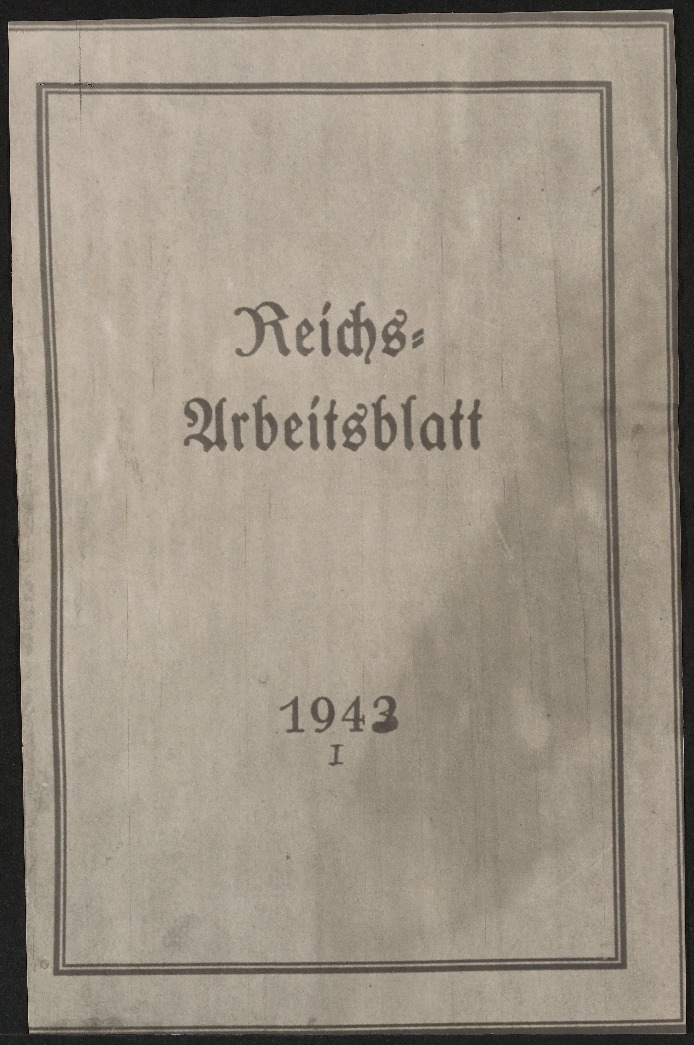 Reichs-
Arbeitsblatt
1943
I